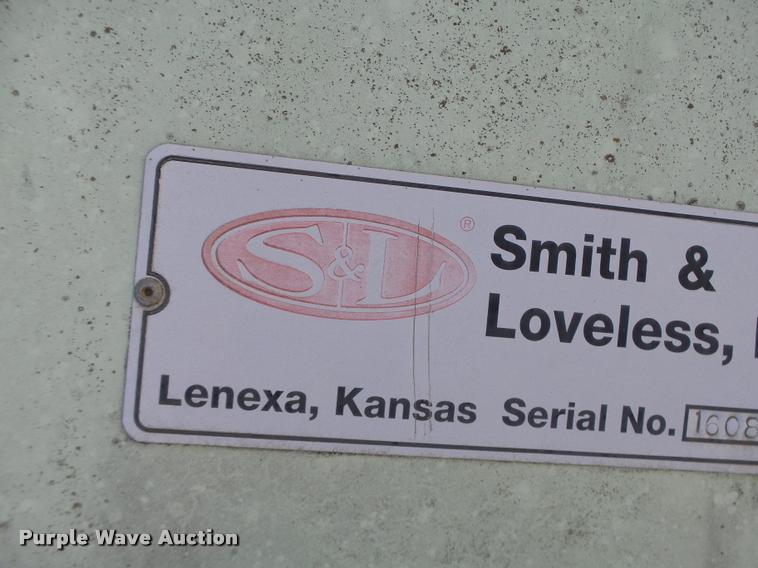 S&L ®
Smith &
Loveless,
Lenexa, Kansas Serial No. 1608
Purple Wave Auction